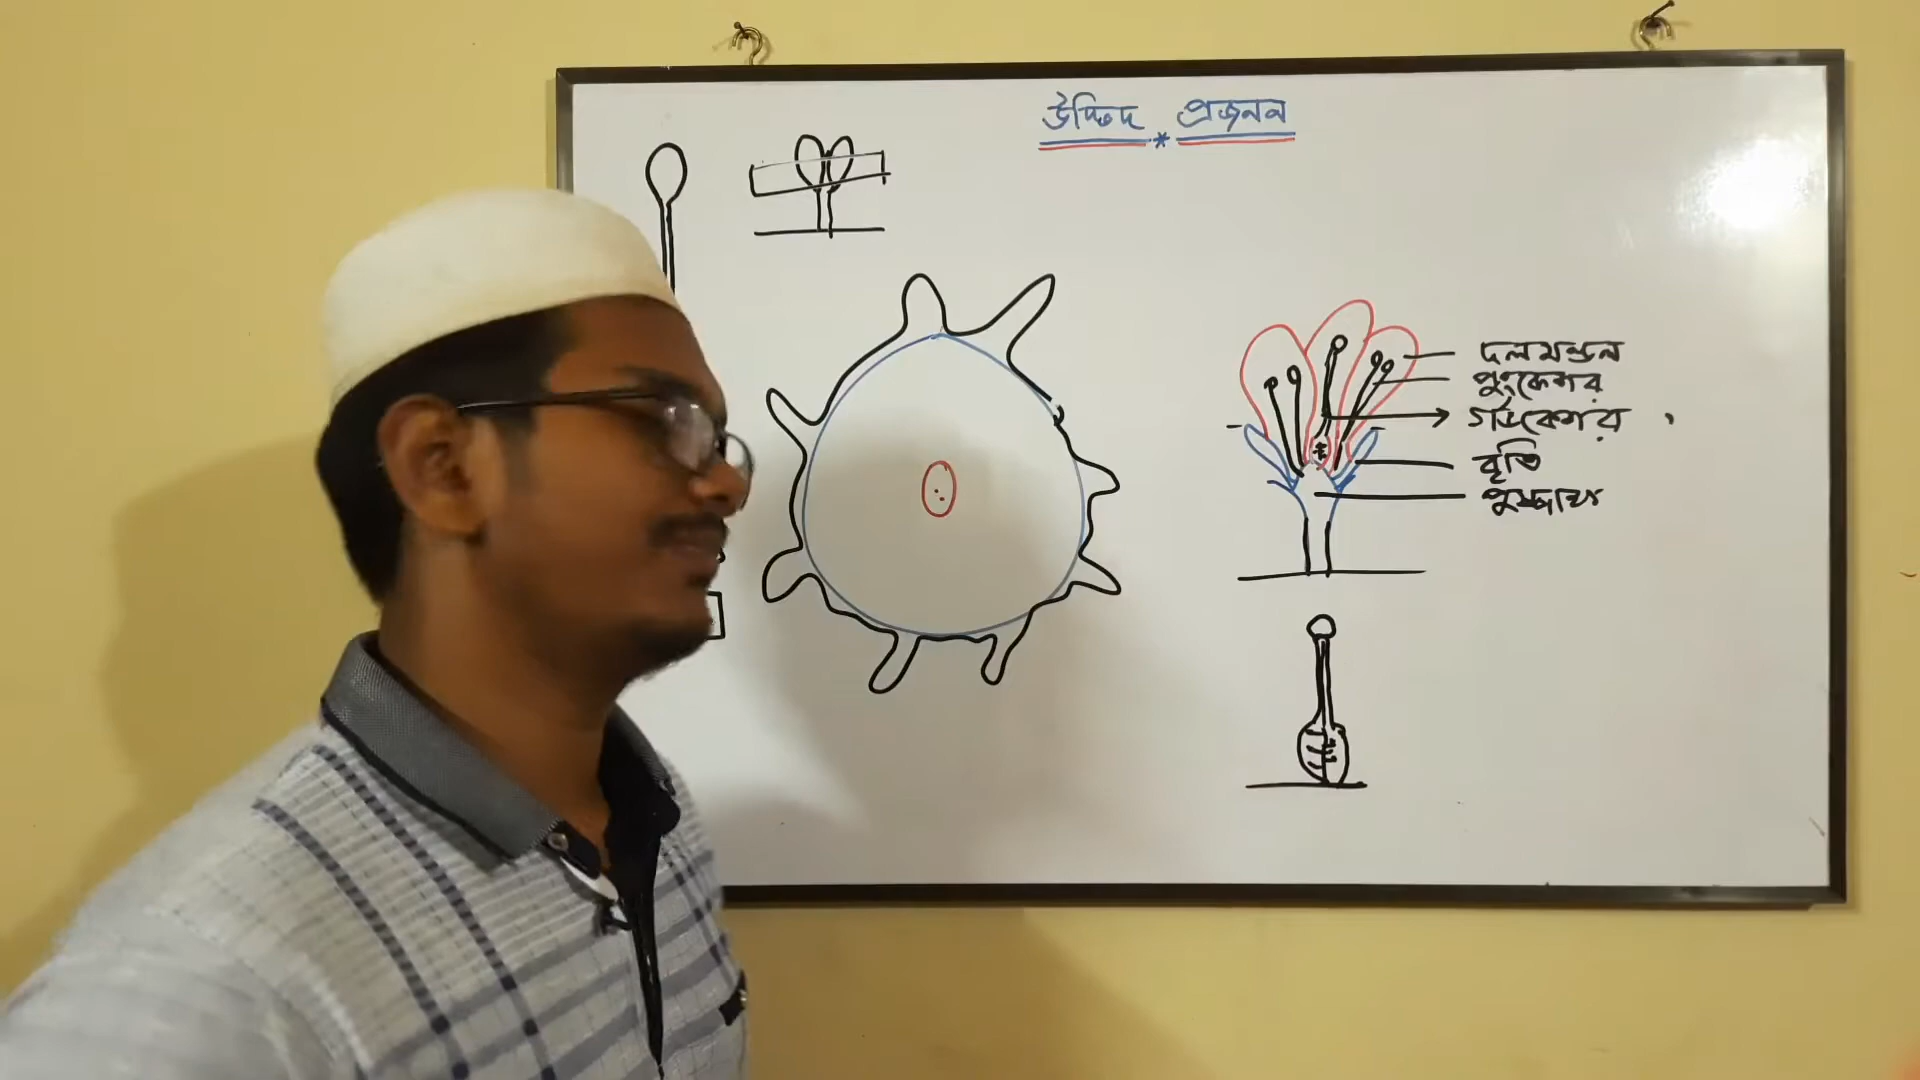 উদ্ভিদ * প্রজনন
দলমন্ডল
পুংকেশর
গর্ভকেশর
বৃতি
পুষ্পাক্ষ